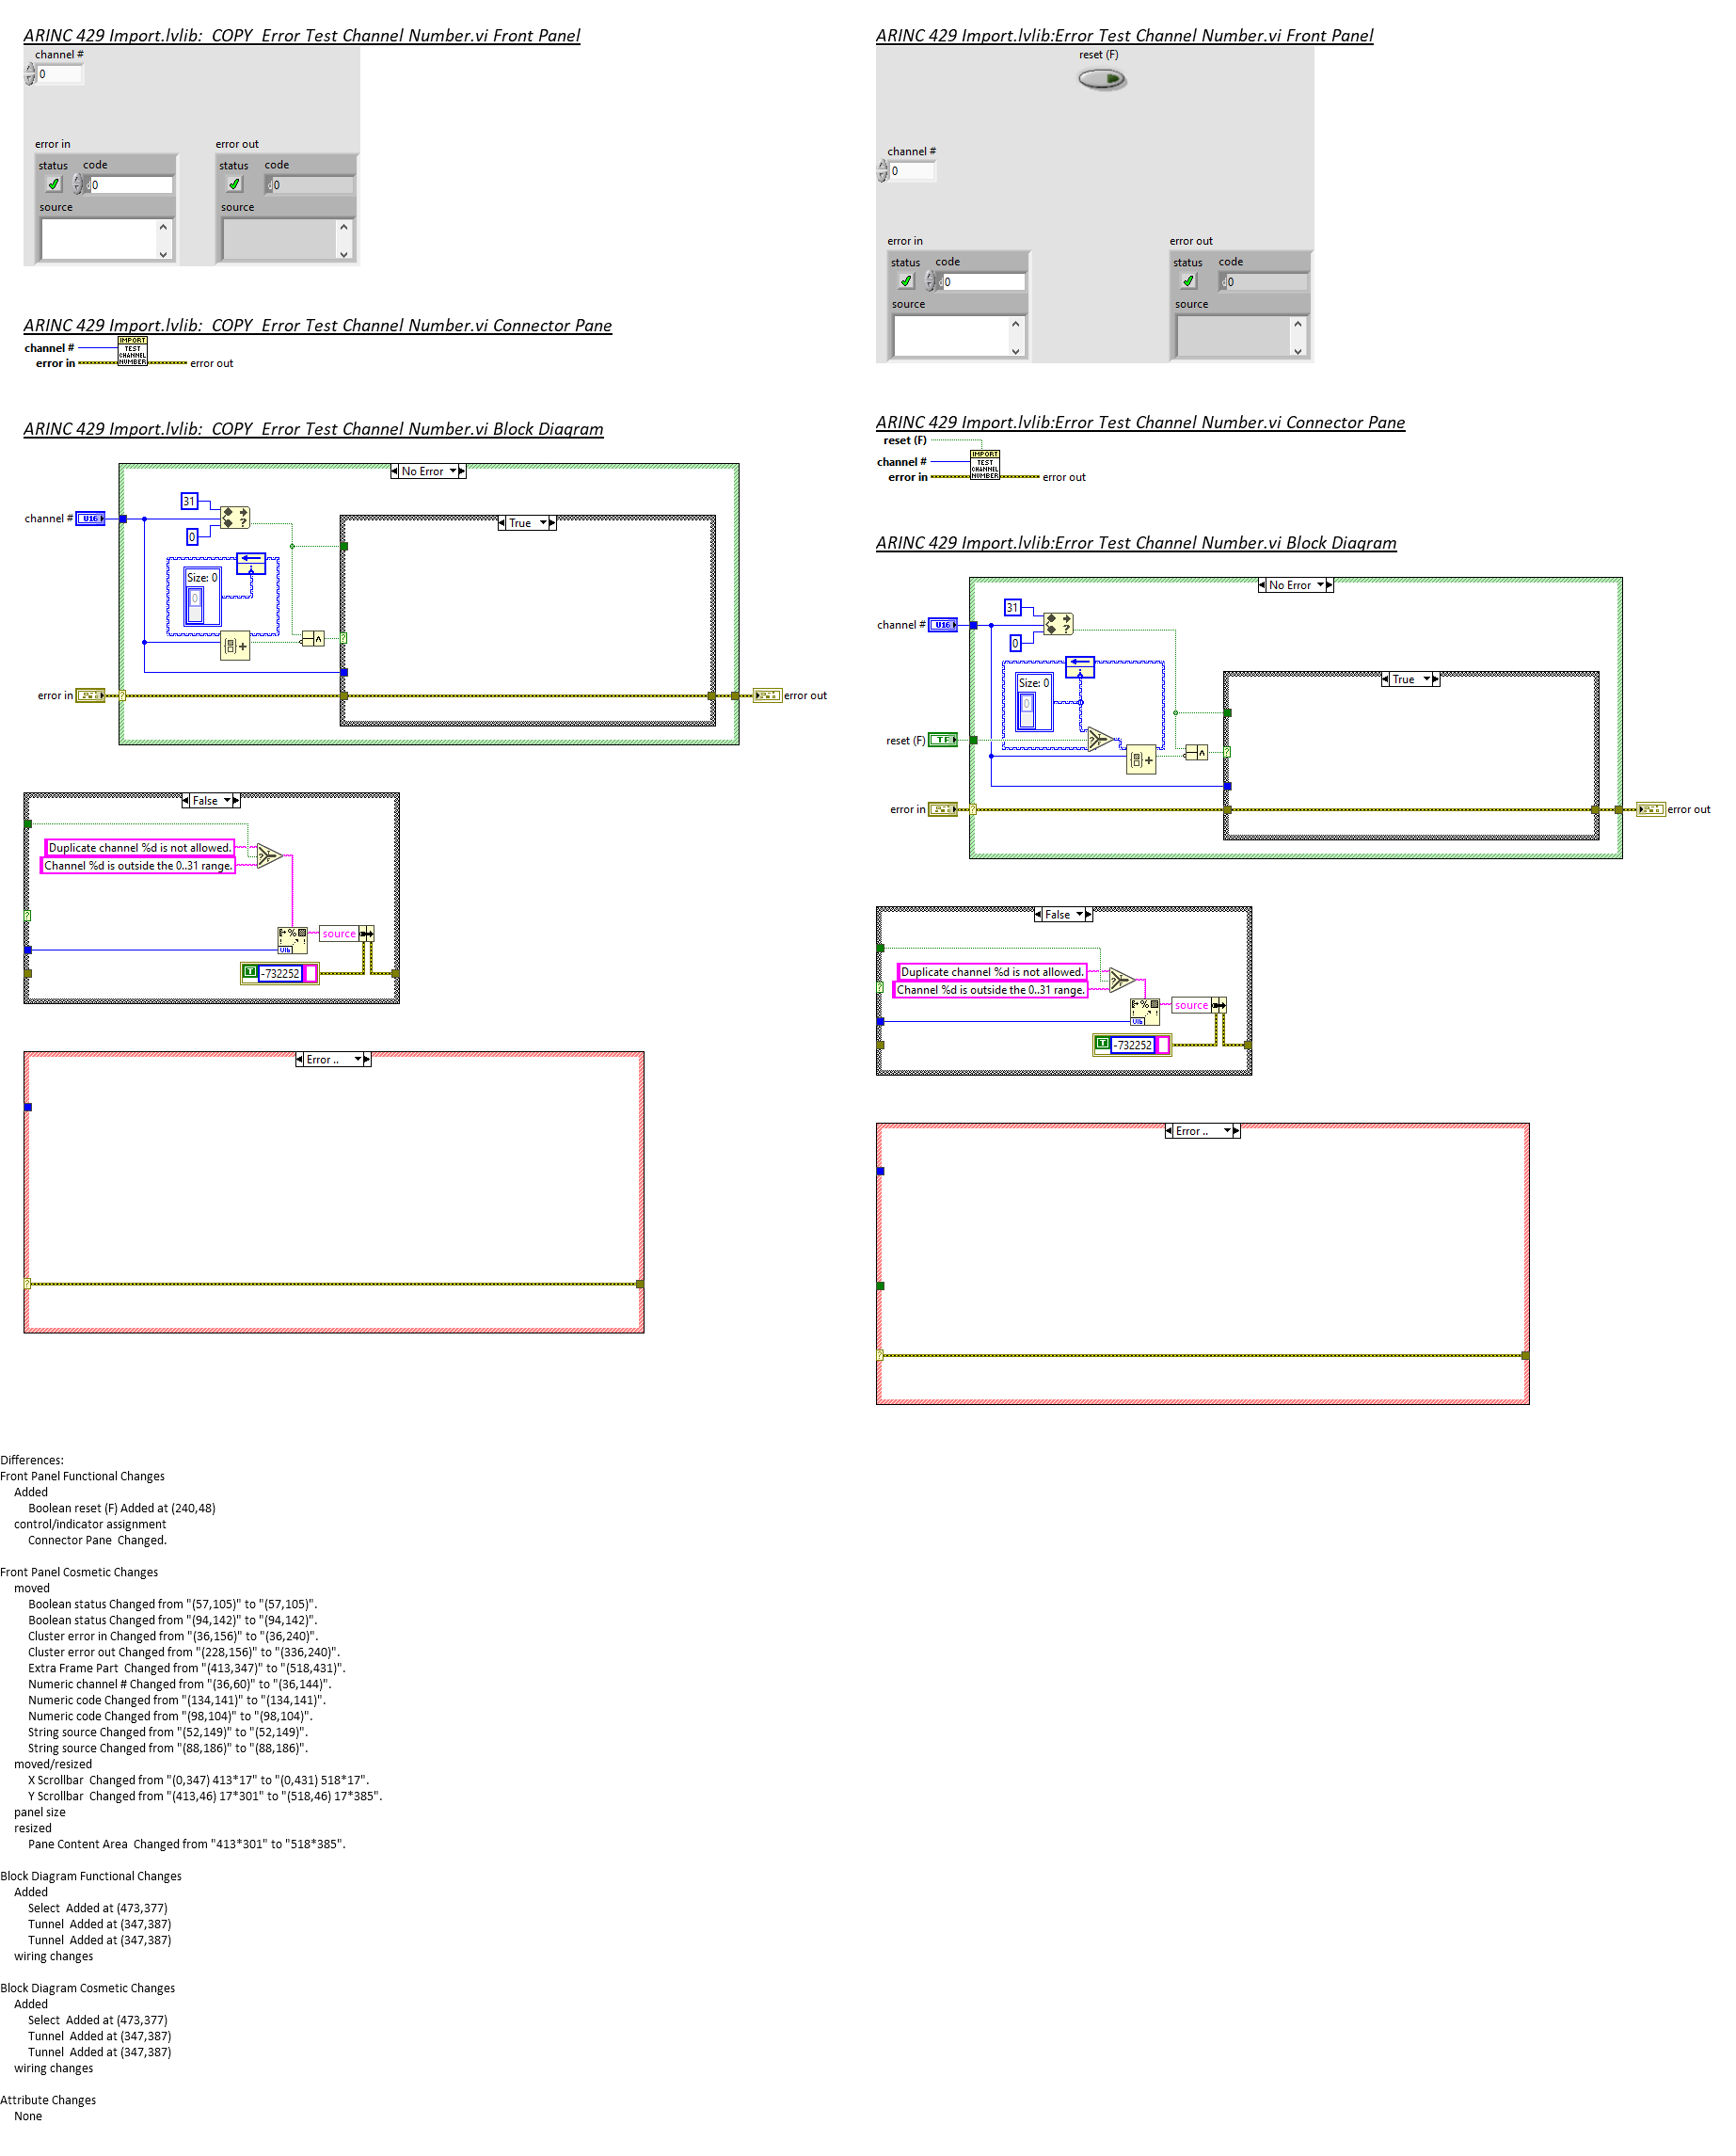 ARINC 429 Import.lvlib:  COPY  Error Test Channel Number.vi Front Panel
channel #
0
error in
error out
status
code
status
code
0
0
source
source
ARINC 429 Import.lvlib:  COPY  Error Test Channel Number.vi Connector Pane
channel #
error in
IMPORT
TEST
CHANNEL
NUMBER
error out
ARINC 429 Import.lvlib:  COPY  Error Test Channel Number.vi Block Diagram
No Error
31
channel #
U16
0
True
Size: 0
0
error in
error out
False
Duplicate channel %d is not allowed.
Channel %d is outside the 0..31 range.
source
U16
T
-732252
Error ..
ARINC 429 Import.lvlib:Error Test Channel Number.vi Front Panel
reset (F)
channel #
0
error in
error out
status
code
status
code
0
0
source
source
ARINC 429 Import.lvlib:Error Test Channel Number.vi Connector Pane
reset (F)
channel #
error in
IMPORT
TEST
CHANNEL
NUMBER
error out
ARINC 429 Import.lvlib:Error Test Channel Number.vi Block Diagram
No Error
31
channel #
U16
0
Size: 0
0
True
reset (F)
TF
error in
error out
False
Duplicate channel %d is not allowed.
Channel %d is outside the 0..31 range.
source
U16
T
-732252
Error ..
Differences:
Front Panel Functional Changes
Added
Boolean reset (F) Added at (240,48)
control/indicator assignment
Connector Pane  Changed.
Front Panel Cosmetic Changes
moved
Boolean status Changed from "(57,105)" to "(57,105)".
Boolean status Changed from "(94,142)" to "(94,142)".
Cluster error in Changed from "(36,156)" to "(36,240)".
Cluster error out Changed from "(228,156)" to "(336,240)".
Extra Frame Part  Changed from "(413,347)" to "(518,431)".
Numeric channel # Changed from "(36,60)" to "(36,144)".
Numeric code Changed from "(134,141)" to "(134,141)".
Numeric code Changed from "(98,104)" to "(98,104)".
String source Changed from "(52,149)" to "(52,149)".
String source Changed from "(88,186)" to "(88,186)".
moved/resized
X Scrollbar  Changed from "(0,347) 413*17" to "(0,431) 518*17".
Y Scrollbar  Changed from "(413,46) 17*301" to "(518,46) 17*385".
panel size
resized
Pane Content Area  Changed from "413*301" to "518*385".
Block Diagram Functional Changes
Added
Select  Added at (473,377)
Tunnel  Added at (347,387)
Tunnel  Added at (347,387)
wiring changes
Block Diagram Cosmetic Changes
Added
Select  Added at (473,377)
Tunnel  Added at (347,387)
Tunnel  Added at (347,387)
wiring changes
Attribute Changes
None